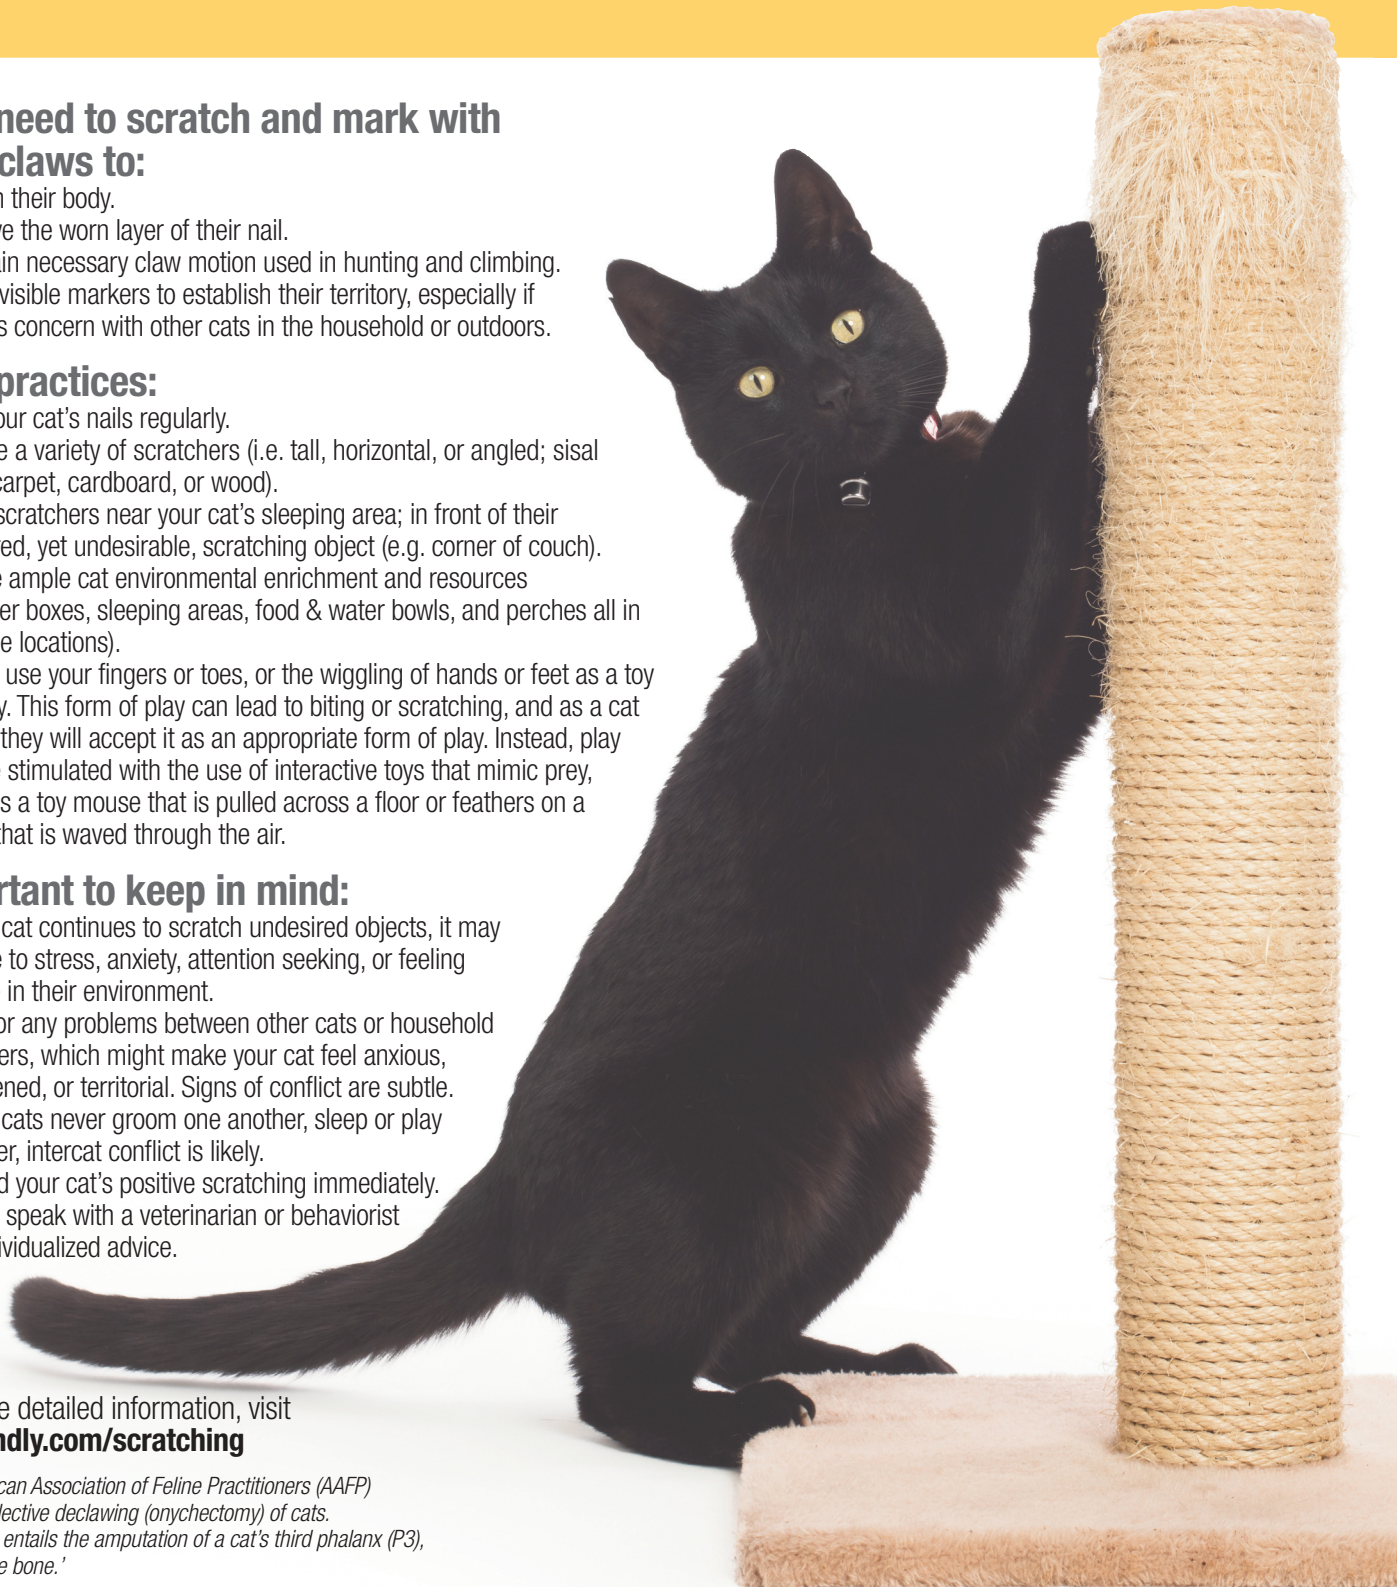 need to scratch and mark with
claws to:
their body.
the worn layer of their nail.
necessary claw motion used in hunting and climbing.
visible markers to establish their territory, especially if
concern with other cats in the household or outdoors.
practices:
cat's nails regularly.
a variety of scratchers (i.e. tall, horizontal, or angled; sisal
carpet, cardboard, or wood).
scratchers near your cat's sleeping area; in front of their
yet undesirable, scratching object (e.g. corner of couch).
ample cat environmental enrichment and resources
boxes, sleeping areas, food & water bowls, and perches all in
locations).
use your fingers or toes, or the wiggling of hands or feet as a toy
This form of play can lead to biting or scratching, and as a cat
they will accept it as an appropriate form of play. Instead, play
stimulated with the use of interactive toys that mimic prey,
a toy mouse that is pulled across a floor or feathers on a
that is waved through the air.
to keep in mind:
cat continues to scratch undesired objects, it may
to stress, anxiety, attention seeking, or feeling
in their environment.
or any problems between other cats or household
which might make your cat feel anxious,
or territorial. Signs of conflict are subtle.
cats never groom one another, sleep or play
intercat conflict is likely.
your cat's positive scratching immediately.
speak with a veterinarian or behaviorist
advice.
detailed information, visit
ndly.com/scratching
can Association of Feline Practitioners (AAFP)
declawing (onychectomy) of cats.
entails the amputation of a cat's third phalanx (P3),
bone.'